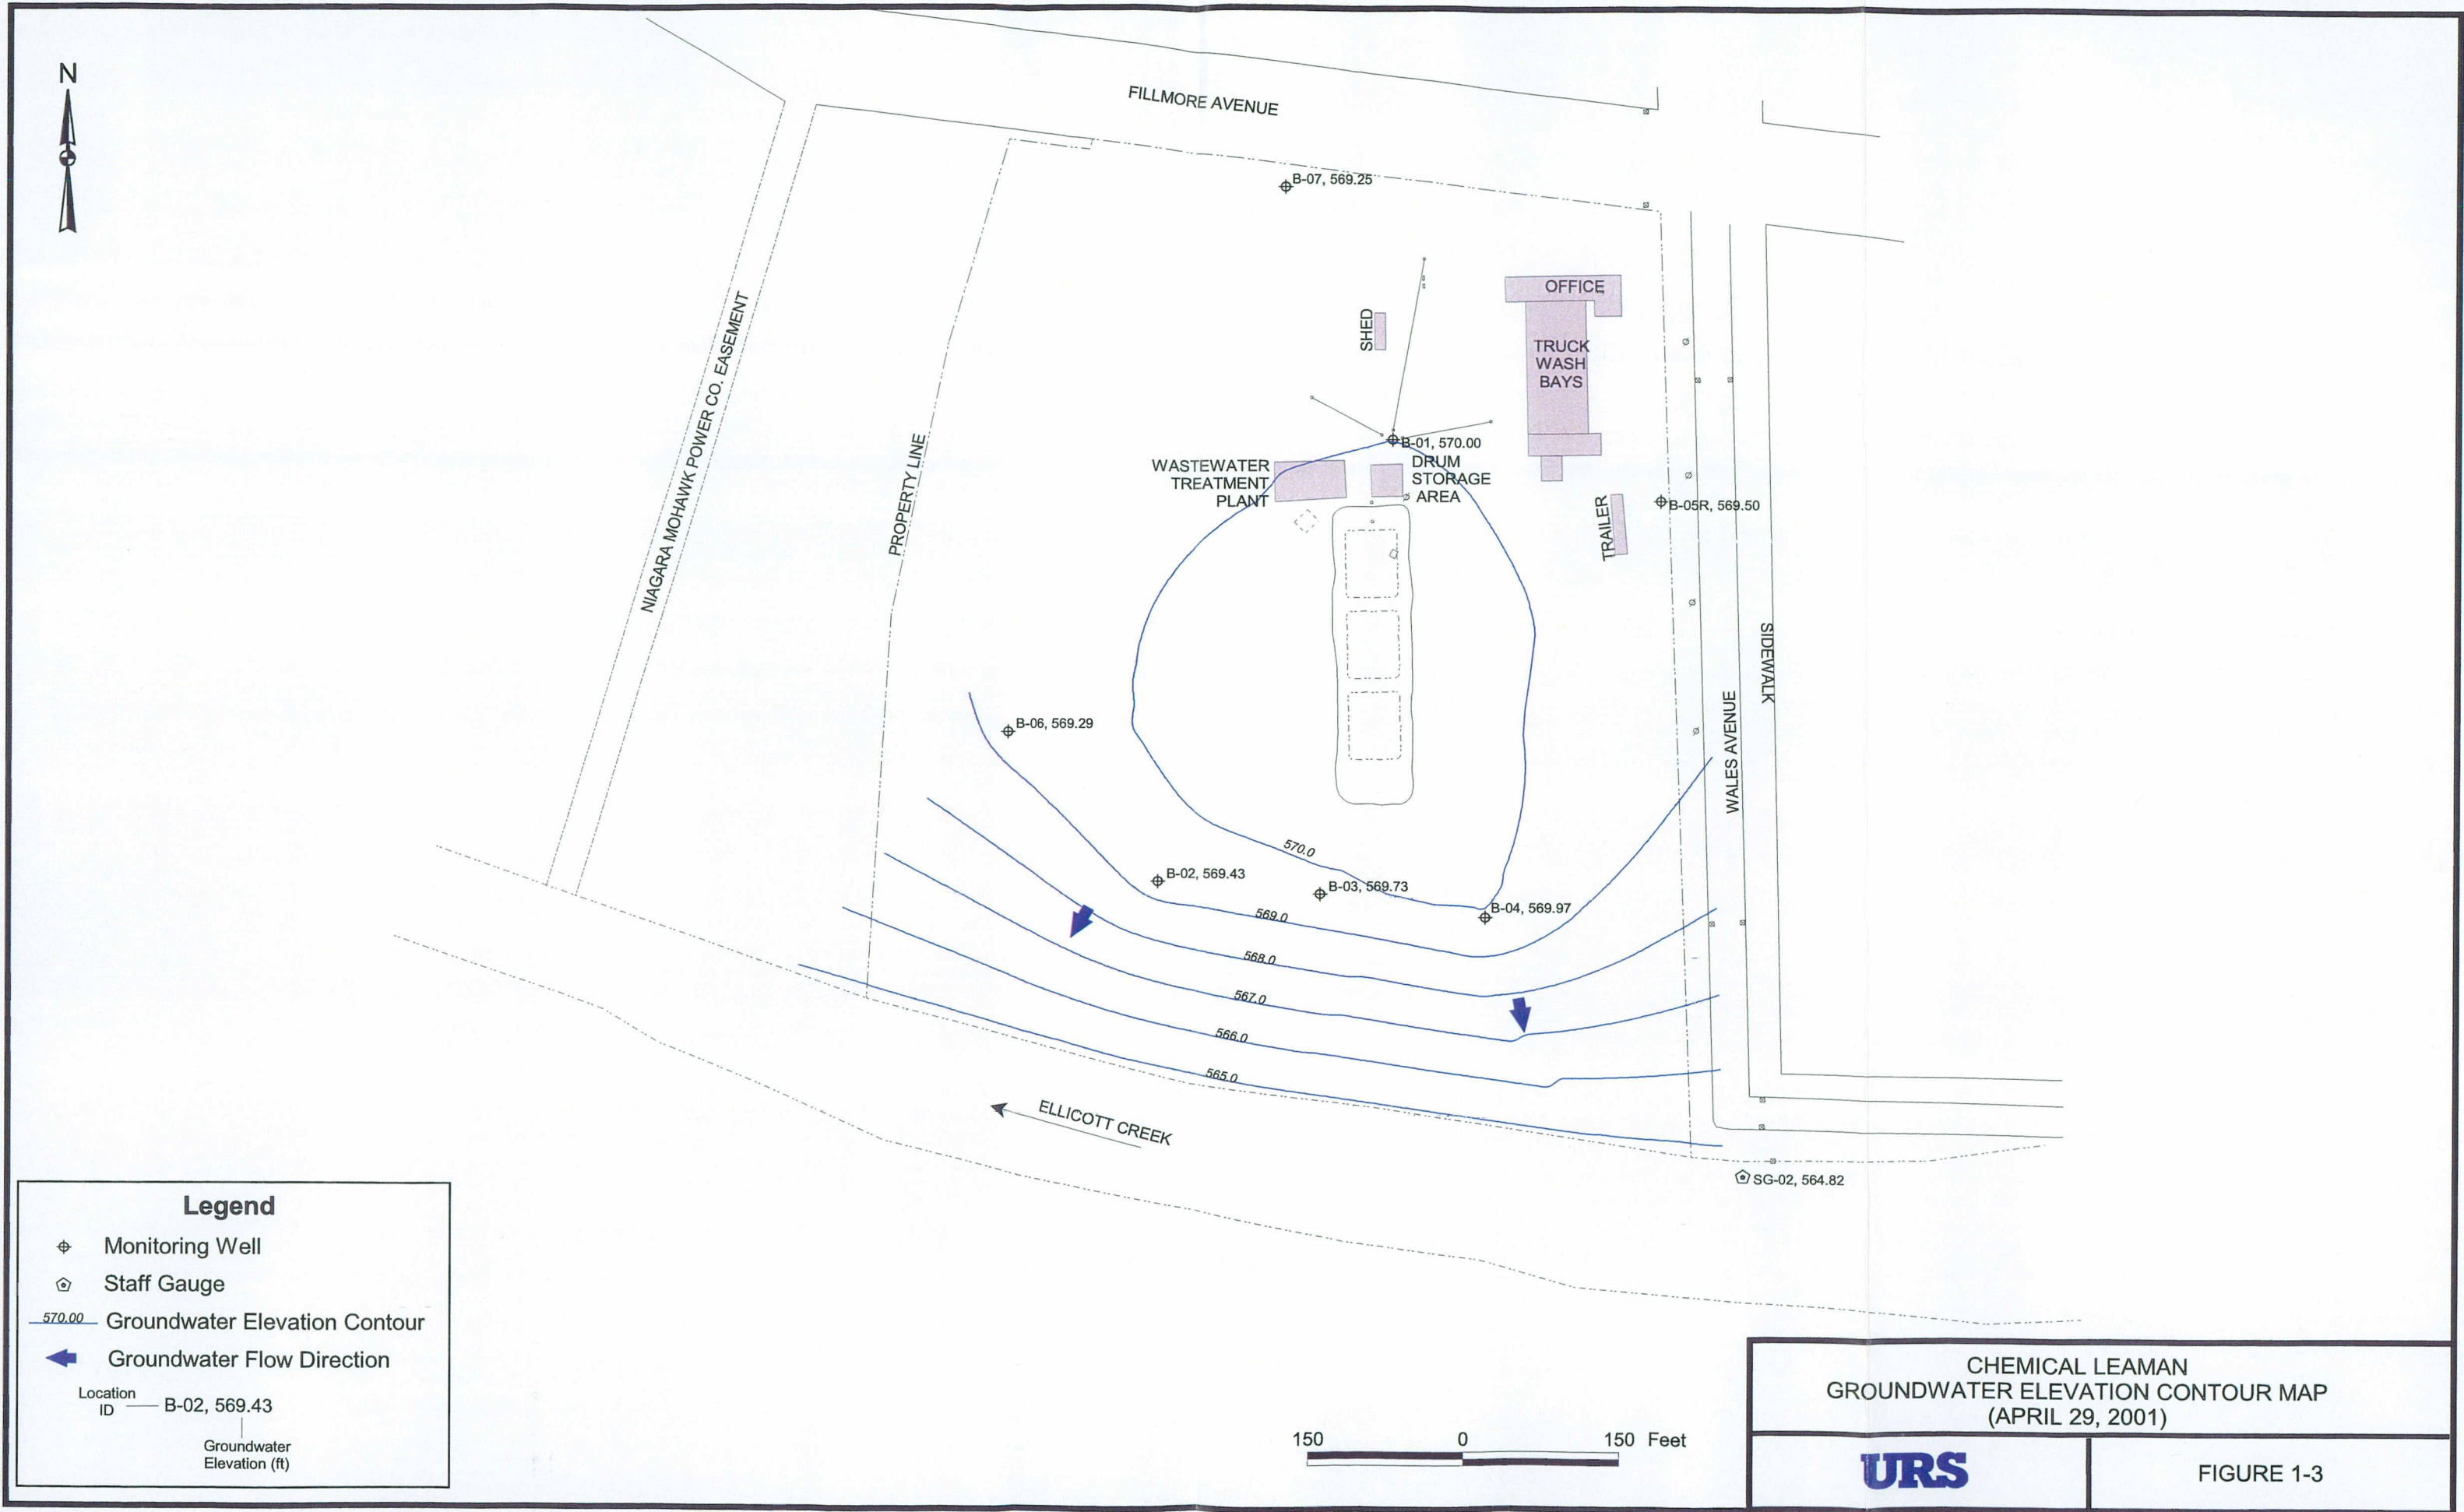 N
FILLMORE AVENUE
B-07, 569.25
OFFICE
SHED
TRUCK
WASH
BAYS
NIAGARA MOHAWK POWER CO. EASEMENT
PROPERTY LINE
B-01, 570.00
WASTEWATER
TREATMENT
PLANT
DRUM
STORAGE
AREA
TRAILER
B-05R, 569.50
SIDEWALK
WALES AVENUE
B-06, 569.29
570.0
B-02, 569.43
B-03, 569.73
B-04, 569.97
569.0
568.0
567.0
566.0
565.0
ELLICOTT CREEK
SG-02, 564.82
Legend
Monitoring Well
Staff Gauge
570.00 Groundwater Elevation Contour
Groundwater Flow Direction
Location
ID
B-02, 569.43
Groundwater
Elevation (ft)
150 0 150 Feet
CHEMICAL LEAMAN
GROUNDWATER ELEVATION CONTOUR MAP
(APRIL 29, 2001)
URS
FIGURE 1-3